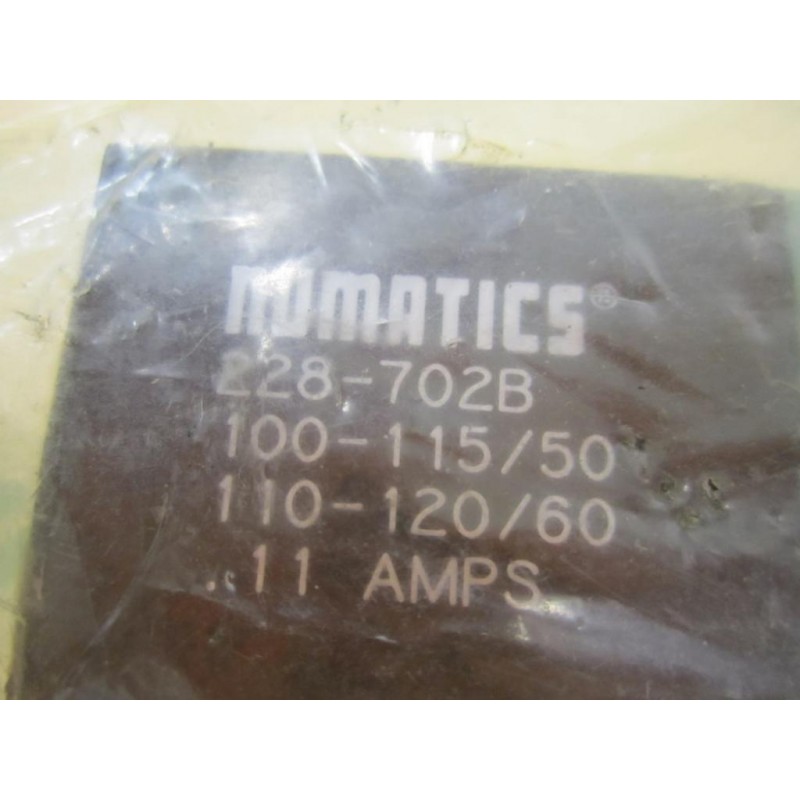 NUMATICS®
228-702B
100-115/50
110-120/60
.11 AMPS